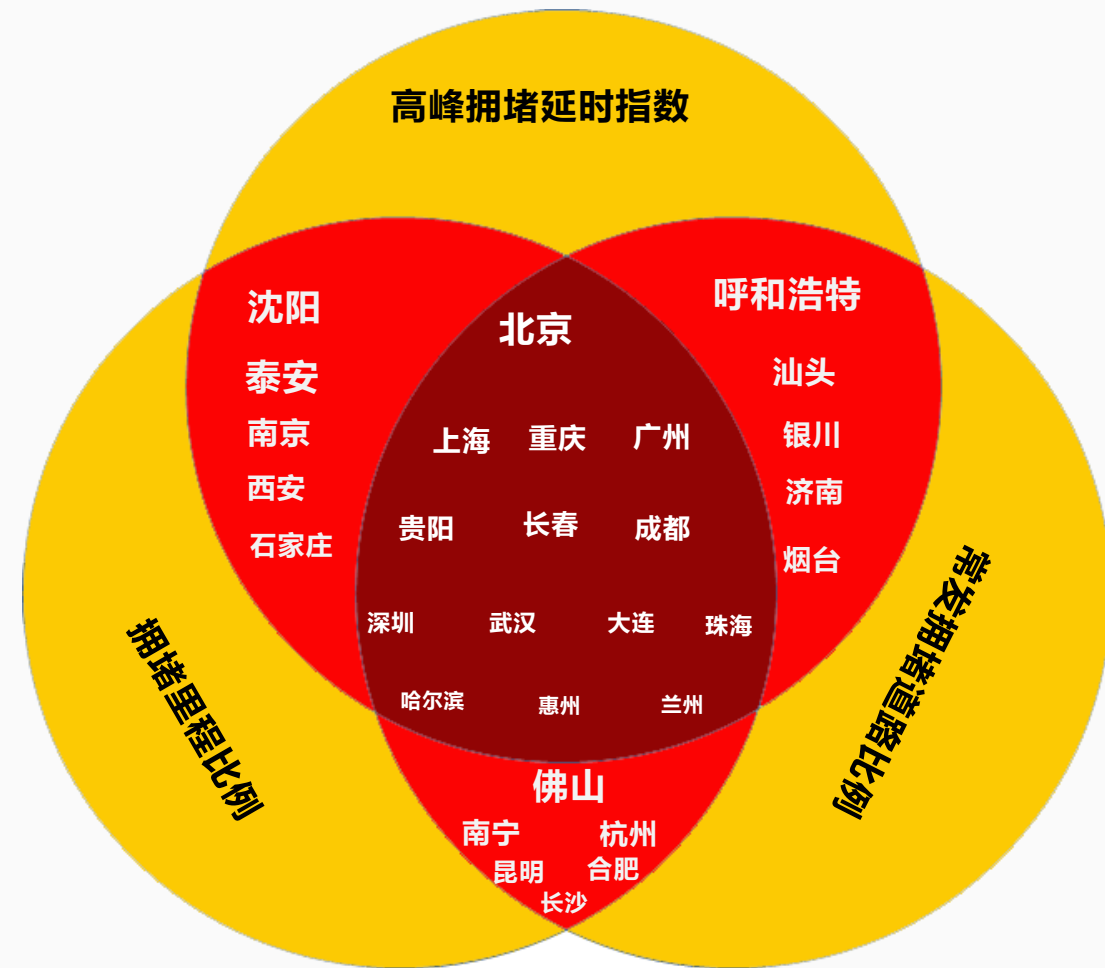 高峰拥堵延时指数
沈阳
泰安
南京
西安
石家庄
北京
上海 重庆 广州
贵阳 长春 成都
深圳 武汉 大连 珠海
哈尔滨 惠州 兰州
呼和浩特
汕头
银川
济南
烟台
拥堵里程比例
常发拥堵道路比例
佛山
南宁 杭州
昆明 合肥
长沙